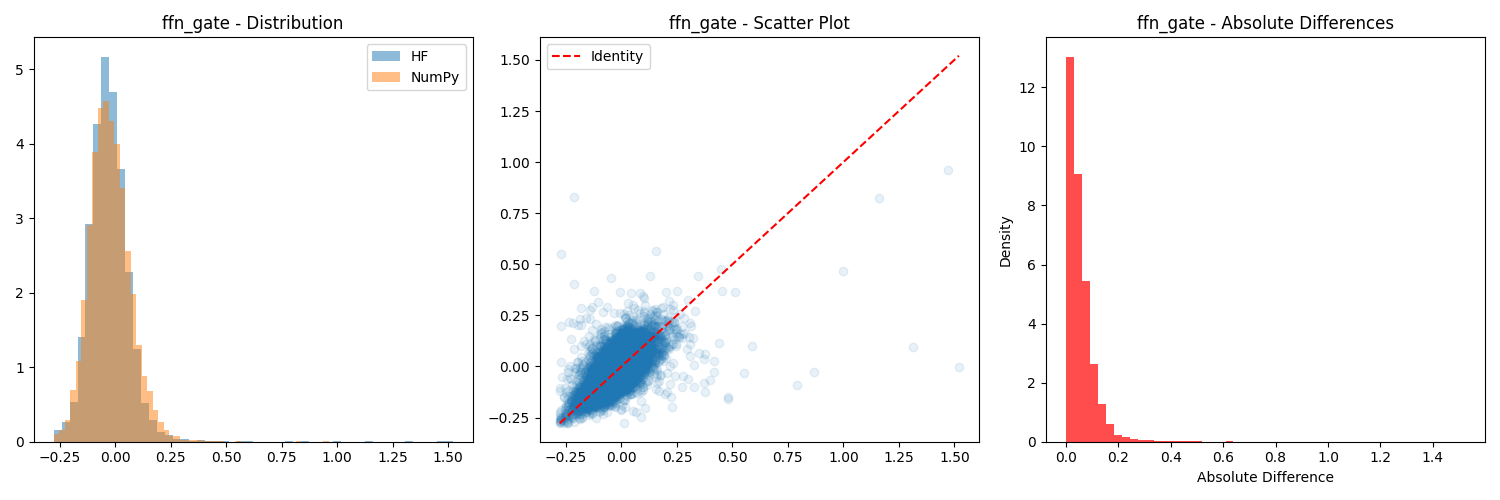 ffn_gate - Distribution
HF
NumPy
5
4
3
2
1
0
−0.25 0.00 0.25 0.50 0.75 1.00 1.25 1.50
ffn_gate - Scatter Plot
Identity
1.50
1.25
1.00
0.75
0.50
0.25
0.00
−0.25
−0.25 0.00 0.25 0.50 0.75 1.00 1.25 1.50
ffn_gate - Absolute Differences
Density
12
10
8
6
4
2
0
0.0 0.2 0.4 0.6 0.8 1.0 1.2 1.4
Absolute Difference